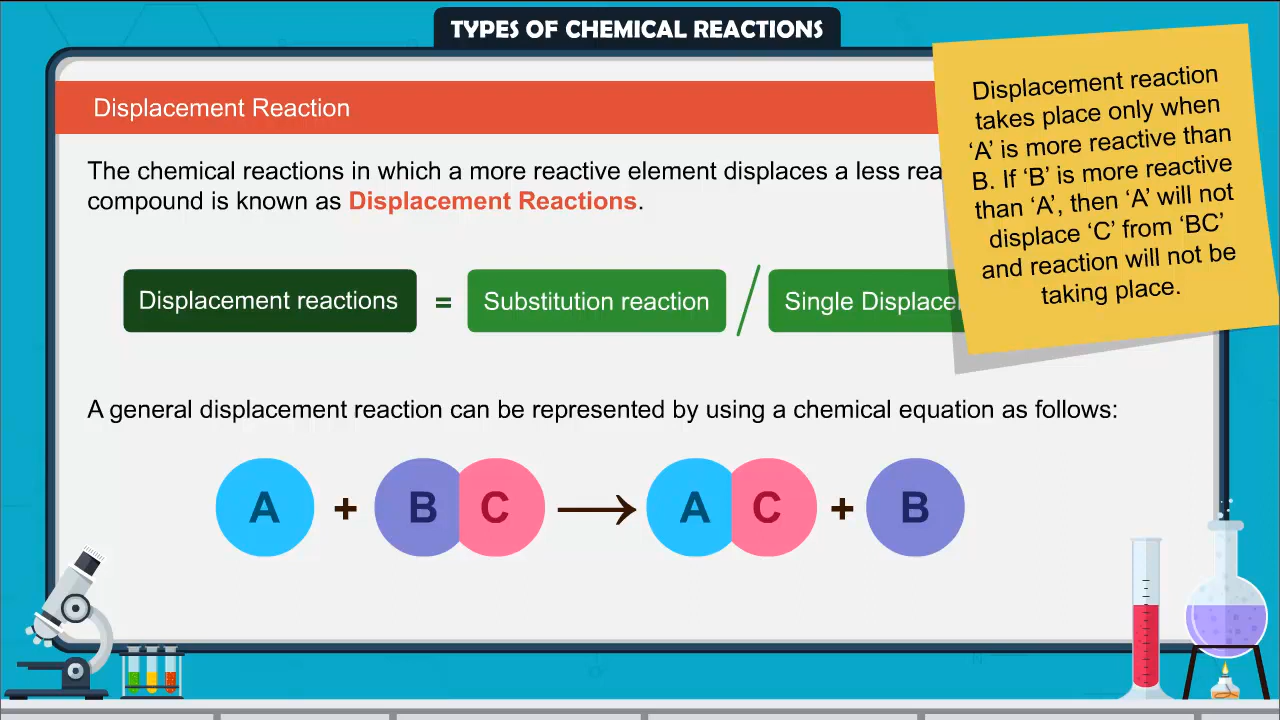 TYPES OF CHEMICAL REACTIONS
Displacement Reaction
The chemical reactions in which a more reactive element displaces a less
compound is known as Displacement Reactions.
Displacement reactions = Substitution reaction / Single
Displacement reaction
takes place only when
‘A’ is more reactive than
B. If ‘B’ is more reactive
than ‘A’, then ‘A’ will not
displace ‘C’ from ‘BC’
and reaction will not be
taking place.
A general displacement reaction can be represented by using a chemical equation as follows:
A + B C → A C + B